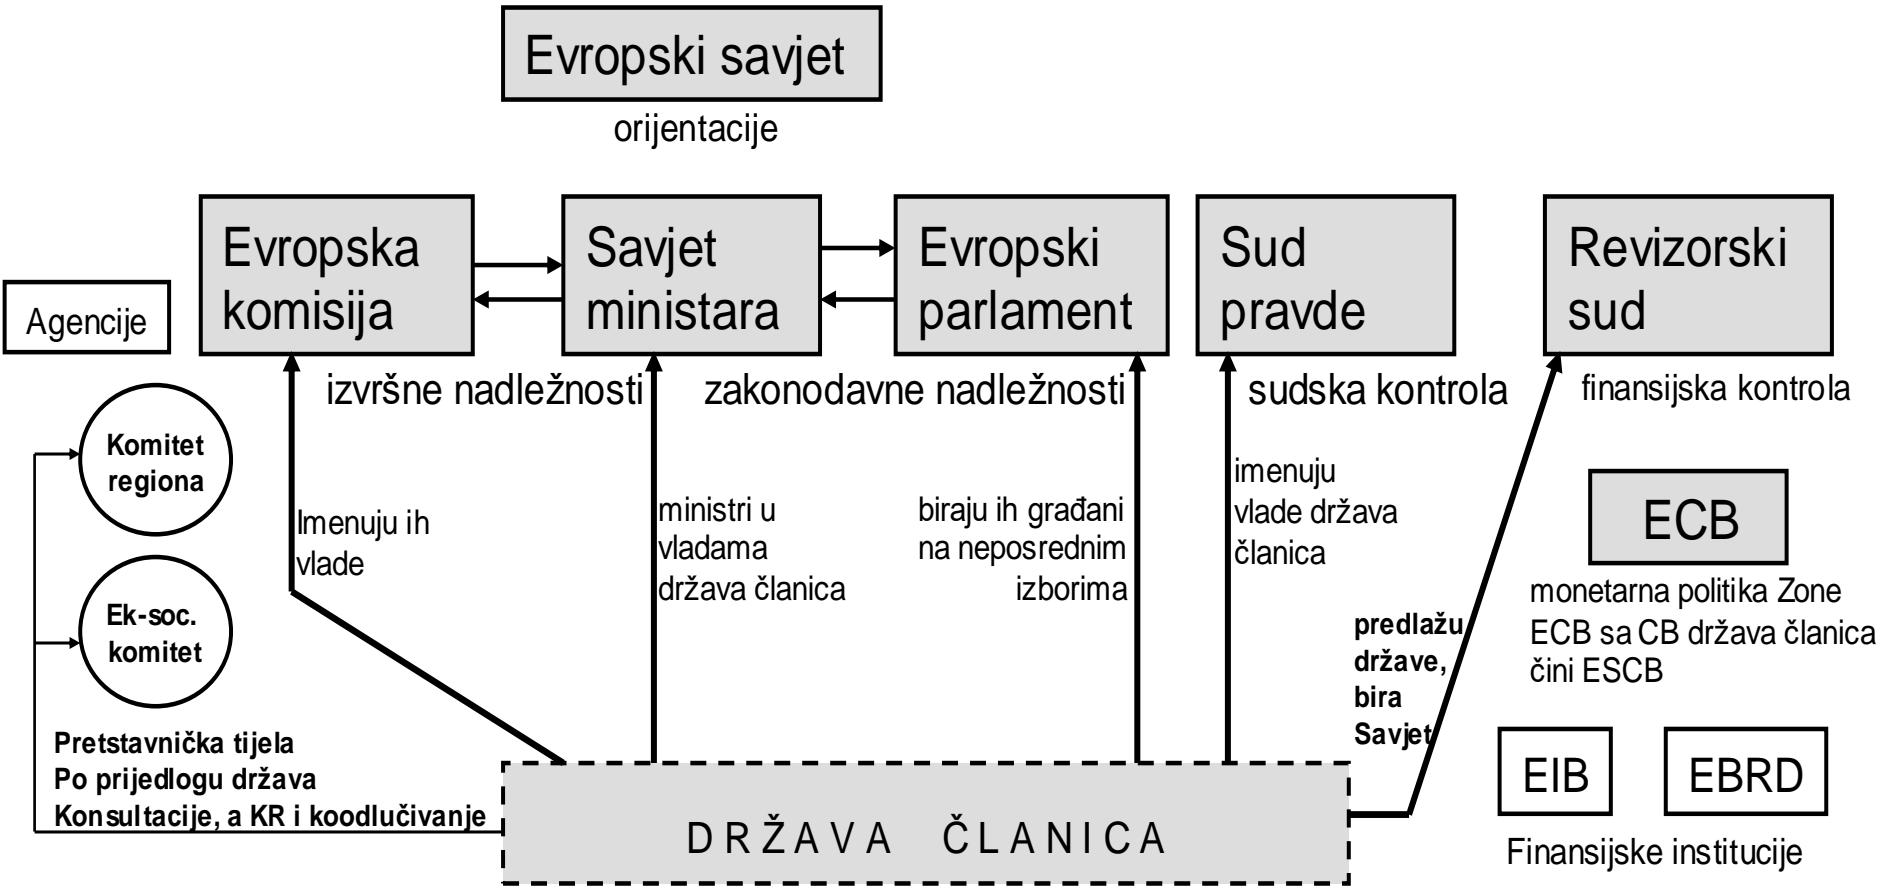 Evropski savjet
orijentacije
Evropska
komisija
Savjet
ministara
Evropski
parlament
Sud
pravde
Revizorski
sud
Agencije
izvršne nadležnosti
zakonodavne nadležnosti
sudska kontrola
finansijska kontrola
Komitet
regiona
Ek-soc.
komitet
Imenuju ih
vlade
ministri u
vladama
država članica
biraju ih građani
na neposrednim
izborima
imenuju
vlade država
članica
predlažu
države,
bira
Savjet
ECB
monetarna politika Zone
ECB sa CB država članica
čini ESCB
EIB
EBRD
Finansijske institucije
Pretstavnička tijela
Po prijedlogu država
Konsultacije, a KR i koodlučivanje
DRŽAVA ČLANICA